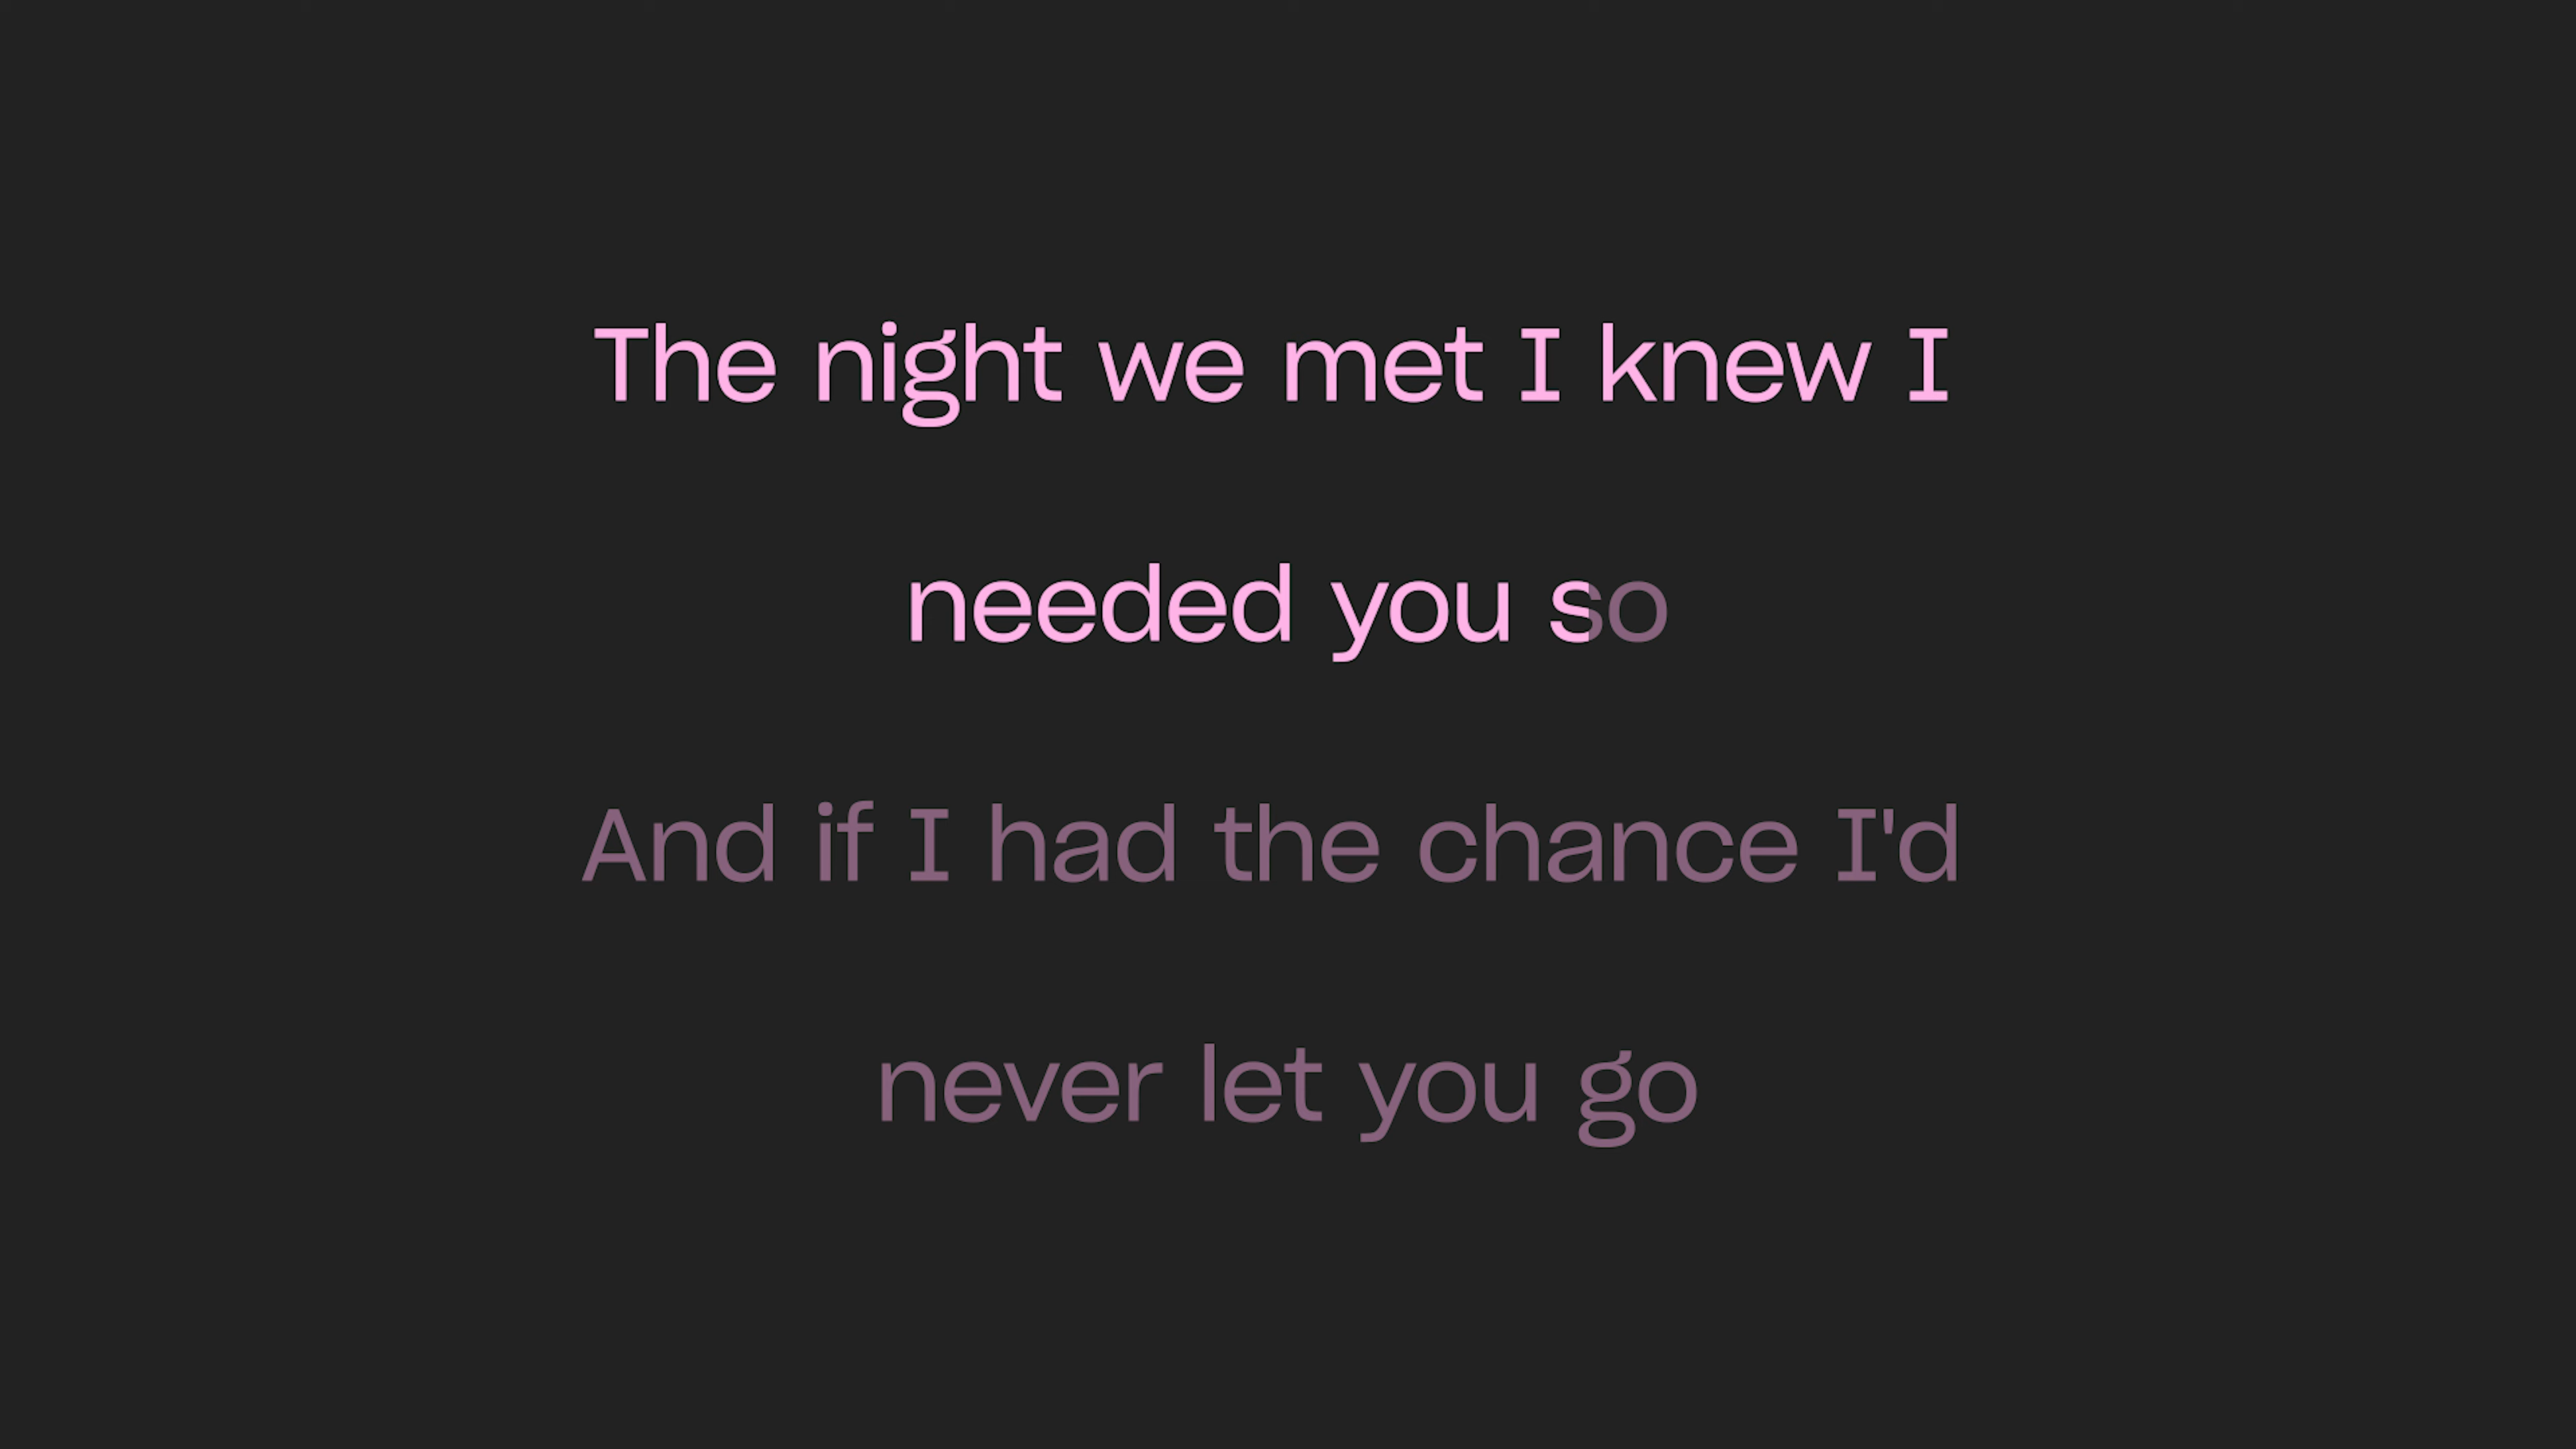 The night we met I knew I
needed you so
And if I had the chance I'd
never let you go